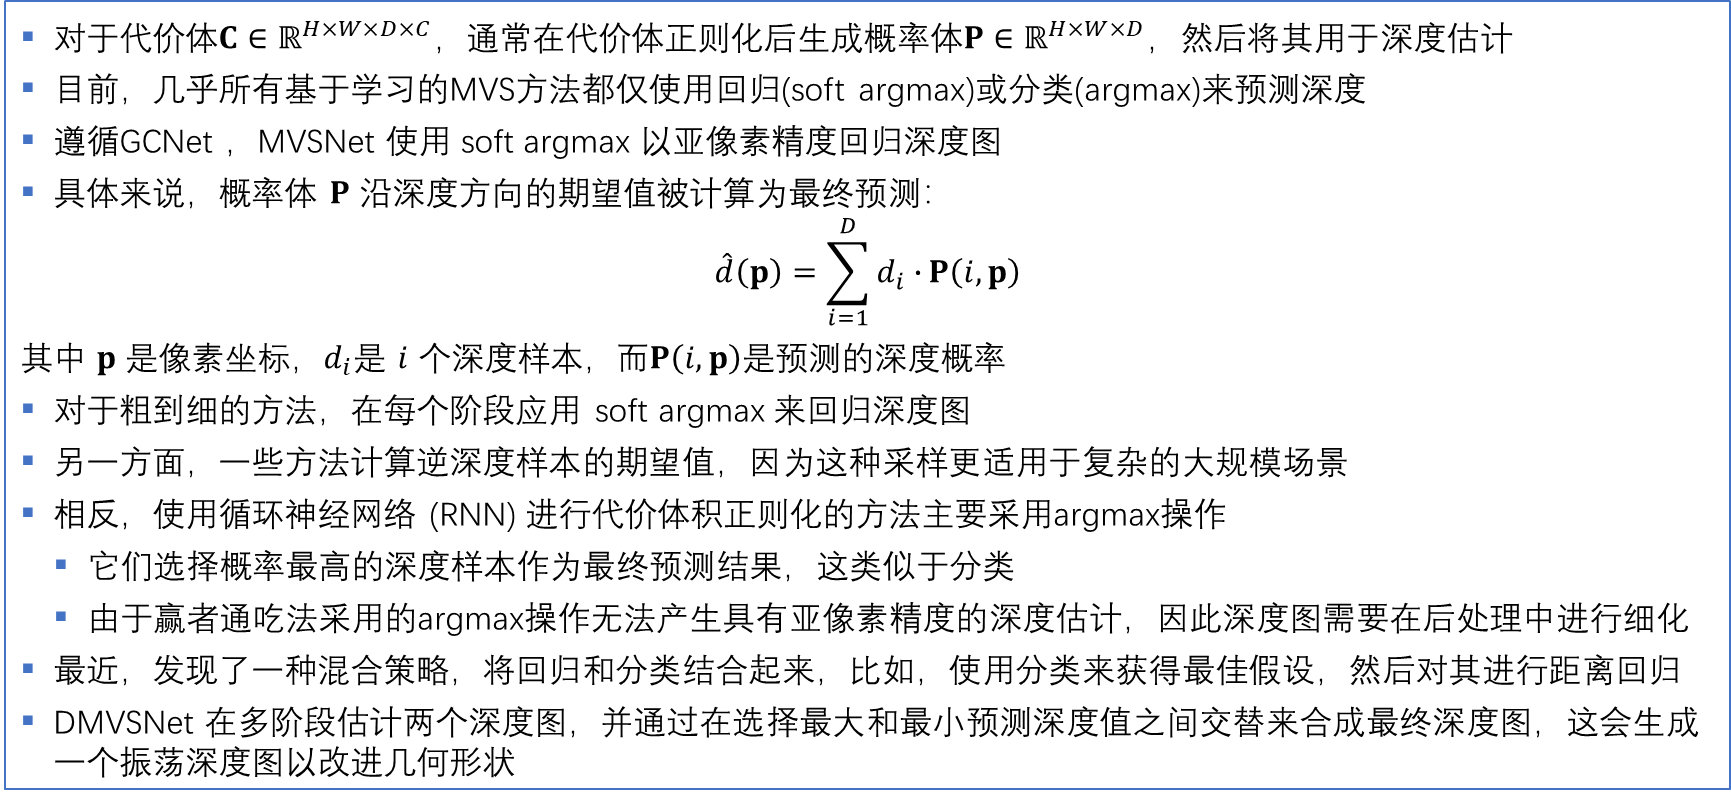 ▪ 对于代价体𝐂 ∈ ℝ^{H×W×D×C}，通常在代价体正则化后生成概率体𝐏 ∈ ℝ^{H×W×D}，然后将其用于深度估计
▪ 目前，几乎所有基于学习的MVS方法都仅使用回归(soft argmax)或分类(argmax)来预测深度
▪ 遵循GCNet ，MVSNet 使用 soft argmax 以亚像素精度回归深度图
▪ 具体来说，概率体 𝐏 沿深度方向的期望值被计算为最终预测：
d̂(𝐩) = ∑_{i=1}^{D} d_i · 𝐏(i, 𝐩)
其中 𝐩 是像素坐标，d_i是 i 个深度样本，而𝐏(i, 𝐩)是预测的深度概率
▪ 对于粗到细的方法，在每个阶段应用 soft argmax 来回归深度图
▪ 另一方面，一些方法计算逆深度样本的期望值，因为这种采样更适用于复杂的大规模场景
▪ 相反，使用循环神经网络 (RNN) 进行代价体积正则化的方法主要采用argmax操作
▪ 它们选择概率最高的深度样本作为最终预测结果，这类似于分类
▪ 由于赢者通吃法采用的argmax操作无法产生具有亚像素精度的深度估计，因此深度图需要在后处理中进行细化
▪ 最近，发现了一种混合策略，将回归和分类结合起来，比如，使用分类来获得最佳假设，然后对其进行距离回归
▪ DMVSNet 在多阶段估计两个深度图，并通过在选择最大和最小预测深度值之间交替来合成最终深度图，这会生成
一个振荡深度图以改进几何形状